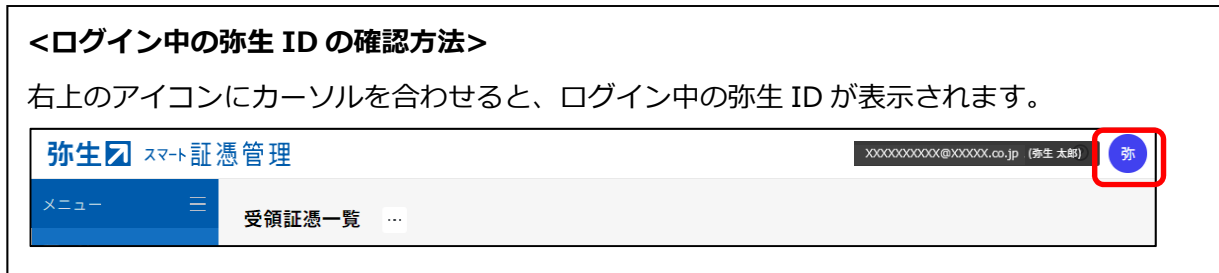 <ログイン中の弥生 ID の確認方法>
右上のアイコンにカーソルを合わせると、ログイン中の弥生 ID が表示されます。
弥生 スマート証憑管理
XXXXXXXXXX@XXXXX.co.jp (弥生 太郎)
弥
メニュー
受領証憑一覧 …